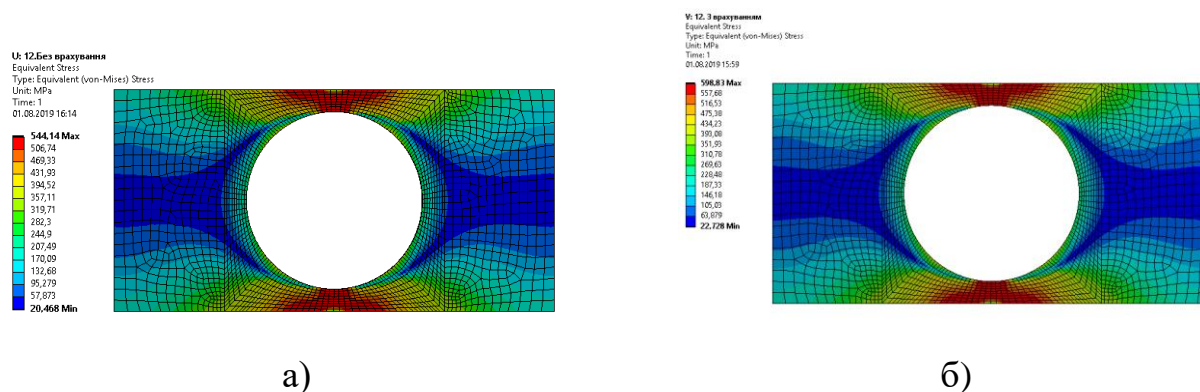 U: 12.Без врахування
Equivalent Stress
Type: Equivalent (von-Mises) Stress
Unit: MPa
Time: 1
01.08.2019 16:14
544,14 Max
506,74
469,33
431,93
394,52
357,11
319,71
282,3
244,9
207,49
170,09
132,68
95,279
57,873
20,468 Min
а)
V: 12. З врахуванням
Equivalent Stress
Type: Equivalent (von-Mises) Stress
Unit: MPa
Time: 1
01.08.2019 15:59
598,83 Max
557,68
516,53
475,38
434,23
393,08
351,93
310,78
269,63
228,48
187,33
146,18
105,03
63,879
22,728 Min
б)